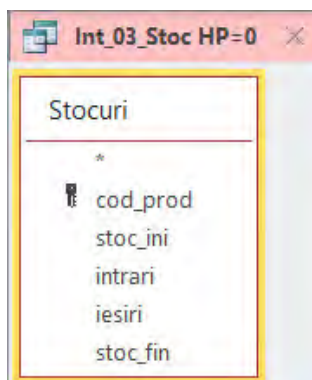 Int_03_Stoc HP=0
Stocuri
*
cod_prod
stoc_ini
intrari
iesiri
stoc_fin